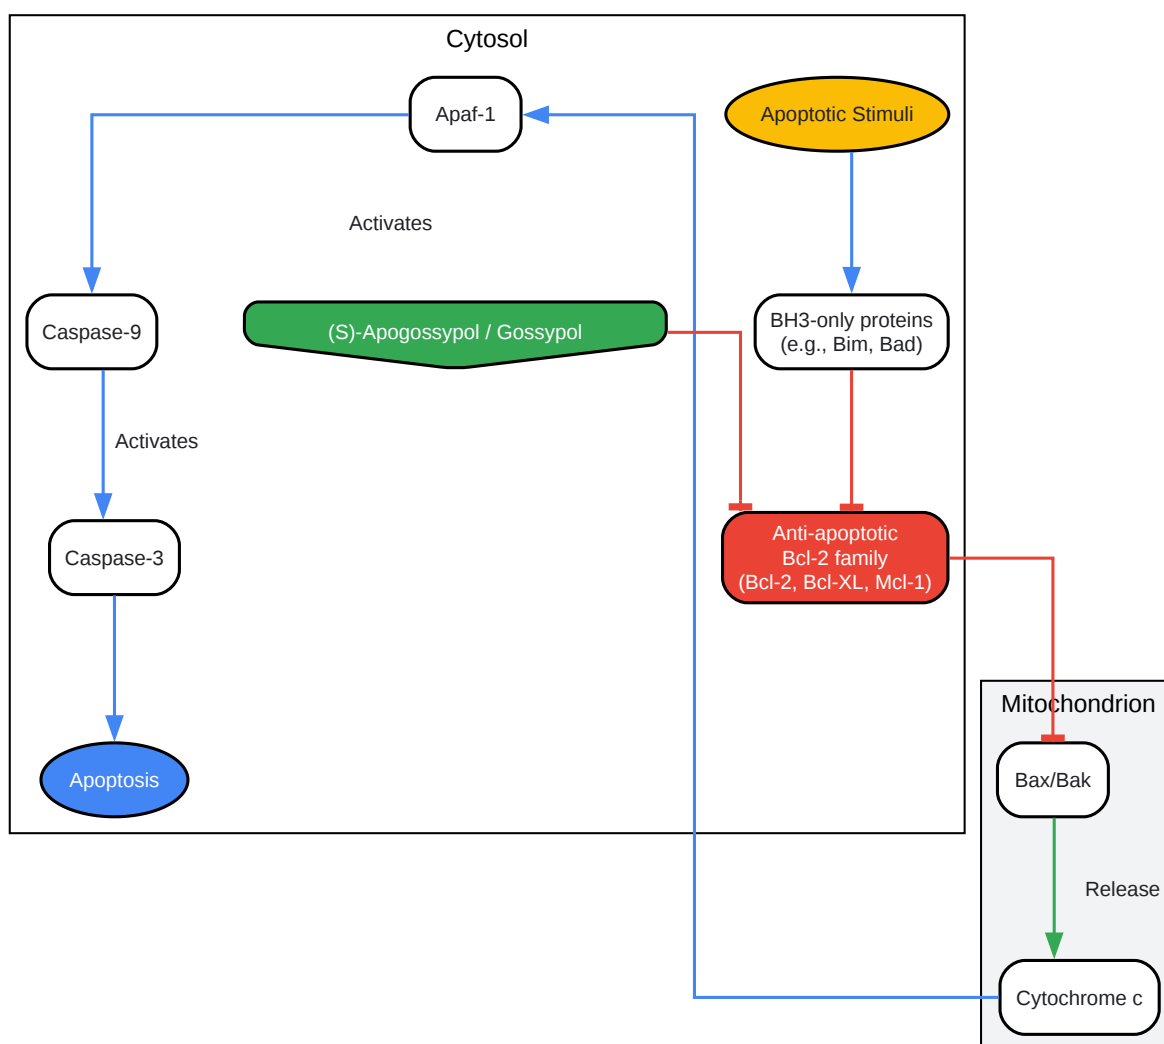 Cytosol
Apaf-1
Apoptotic Stimuli
Activates
Caspase-9
(S)-Apogossypol / Gossypol
BH3-only proteins
(e.g., Bim, Bad)
Activates
Caspase-3
Anti-apoptotic
Bcl-2 family
(Bcl-2, Bcl-XL, Mcl-1)
Mitochondrion
Apoptosis
Bax/Bak
Release
Cytochrome c